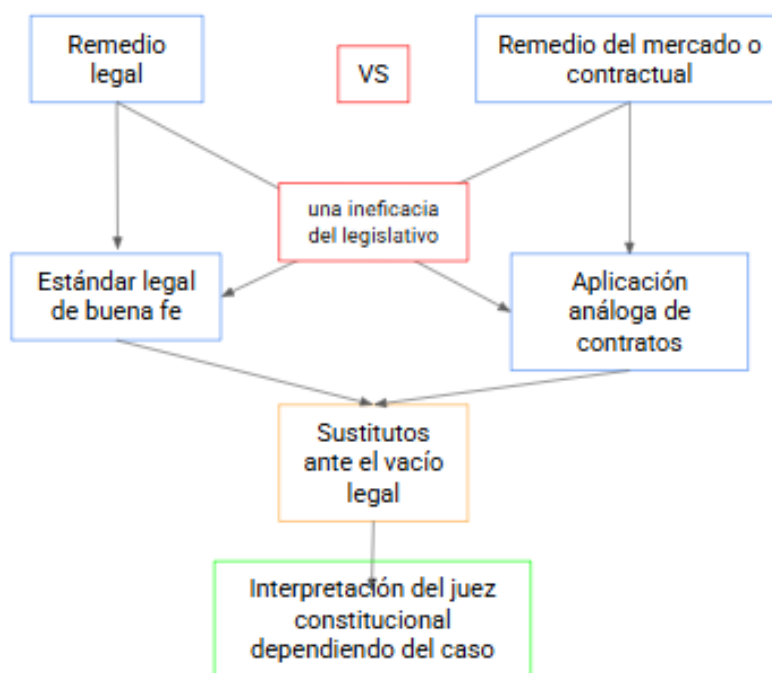 Remedio
legal
VS
Remedio del mercado o
contractual
una ineficacia
del legislativo
Estándar legal
de buena fe
Aplicación
análoga de
contratos
Sustitutos
ante el vacío
legal
Interpretación del juez
constitucional
dependiendo del caso